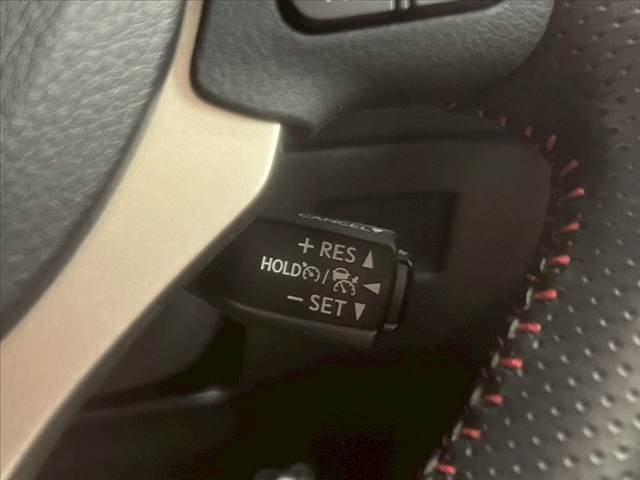 CANCEL▼
+ RES ▲
HOLD / ◄
− SET ▼